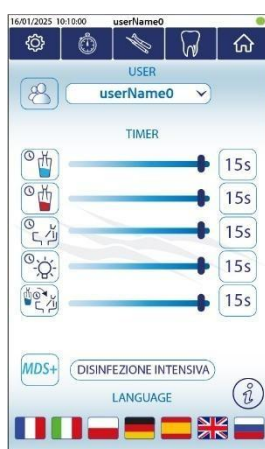 16/01/2025 10:10:00 userName0
USER
userName0
TIMER
15s
15s
15s
15s
15s
MDS+ DISINFEZIONE INTENSIVA
LANGUAGE
i